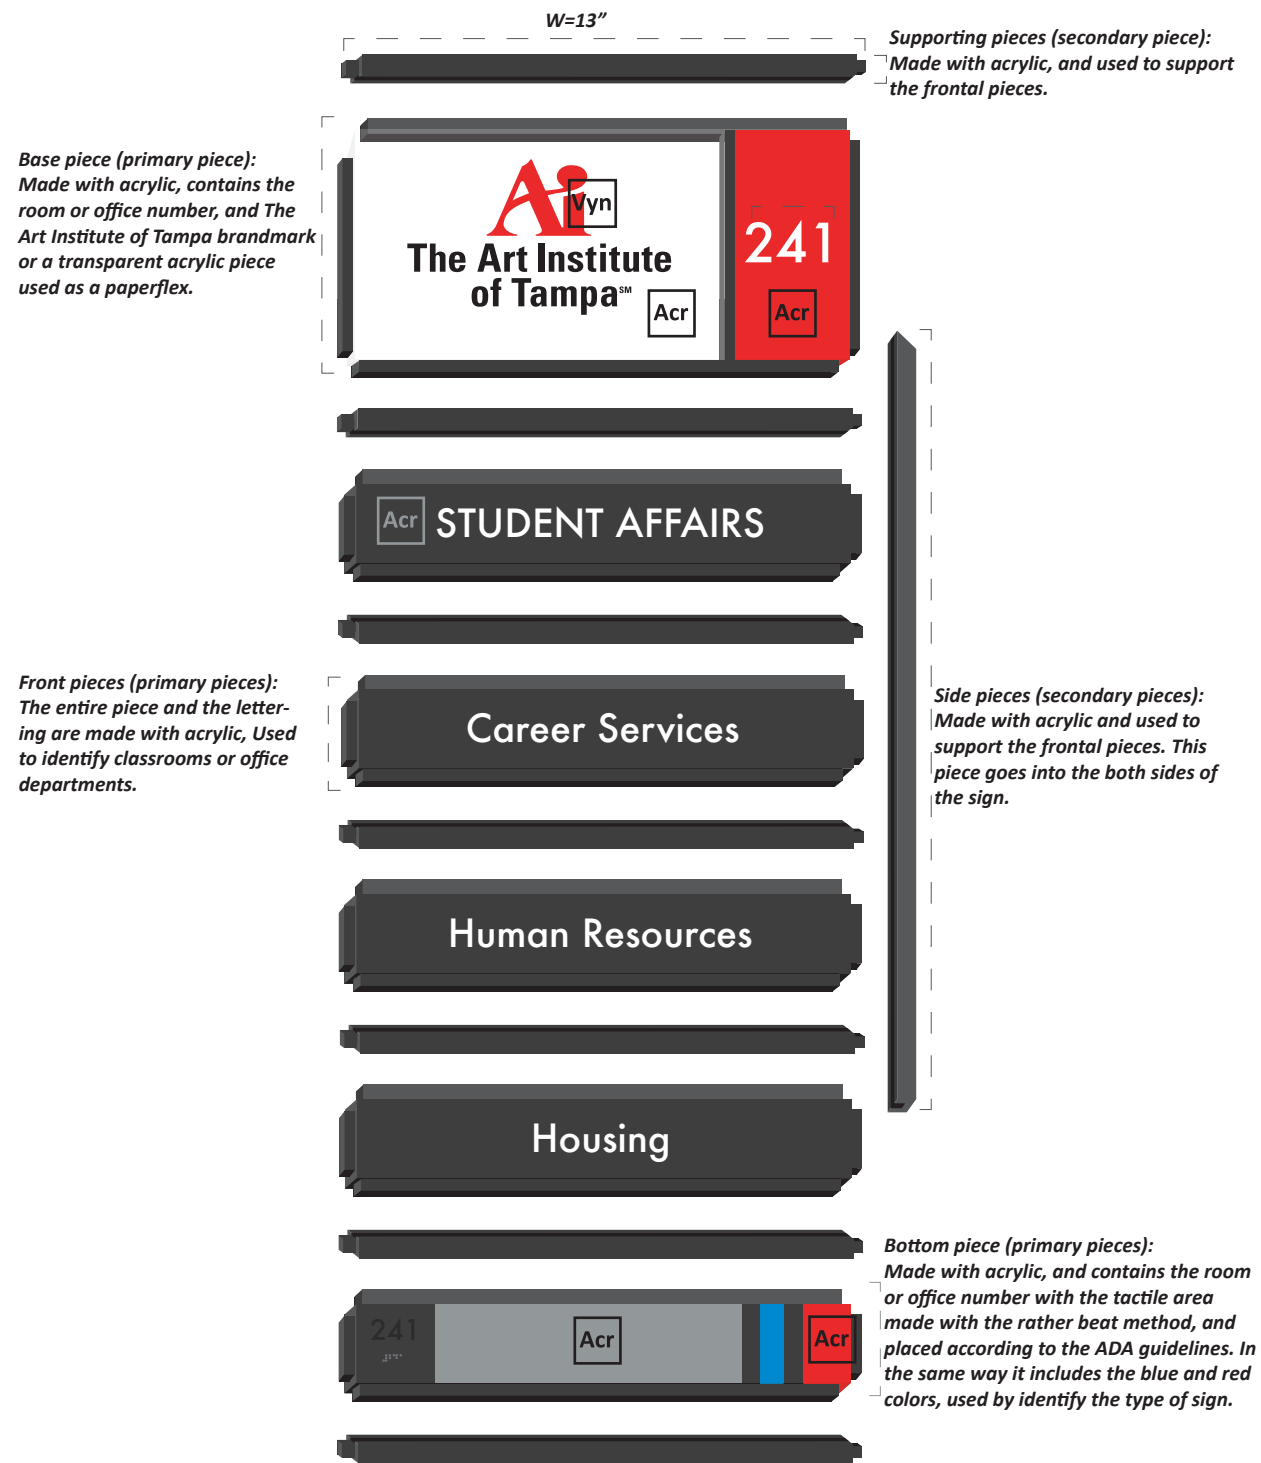 W=13”
Supporting pieces (secondary piece):
Made with acrylic, and used to support
the frontal pieces.
Base piece (primary piece):
Made with acrylic, contains the
room or office number, and The
Art Institute of Tampa brandmark
or a transparent acrylic piece
used as a paperflex.
Ai
Vyn
The Art Institute
of Tampa℠
Acr
241
Acr
Acr STUDENT AFFAIRS
Front pieces (primary pieces):
The entire piece and the letter-
ing are made with acrylic, Used
to identify classrooms or office
departments.
Career Services
Side pieces (secondary pieces):
Made with acrylic and used to
support the frontal pieces. This
piece goes into the both sides of
the sign.
Human Resources
Housing
Bottom piece (primary pieces):
Made with acrylic, and contains the room
or office number with the tactile area
made with the rather beat method, and
placed according to the ADA guidelines. In
the same way it includes the blue and red
colors, used by identify the type of sign.
241
Acr
Acr